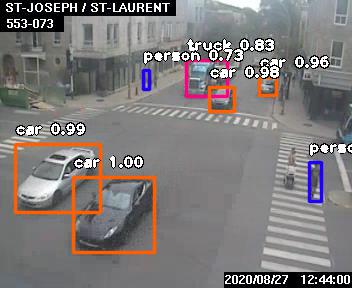 ST-JOSEPH / ST-LAURENT
553-073
truck 0.83
person 0.73
car 0.96
car 0.98
car 0.99
car 1.00
perso
2020/08/27 12:44:00